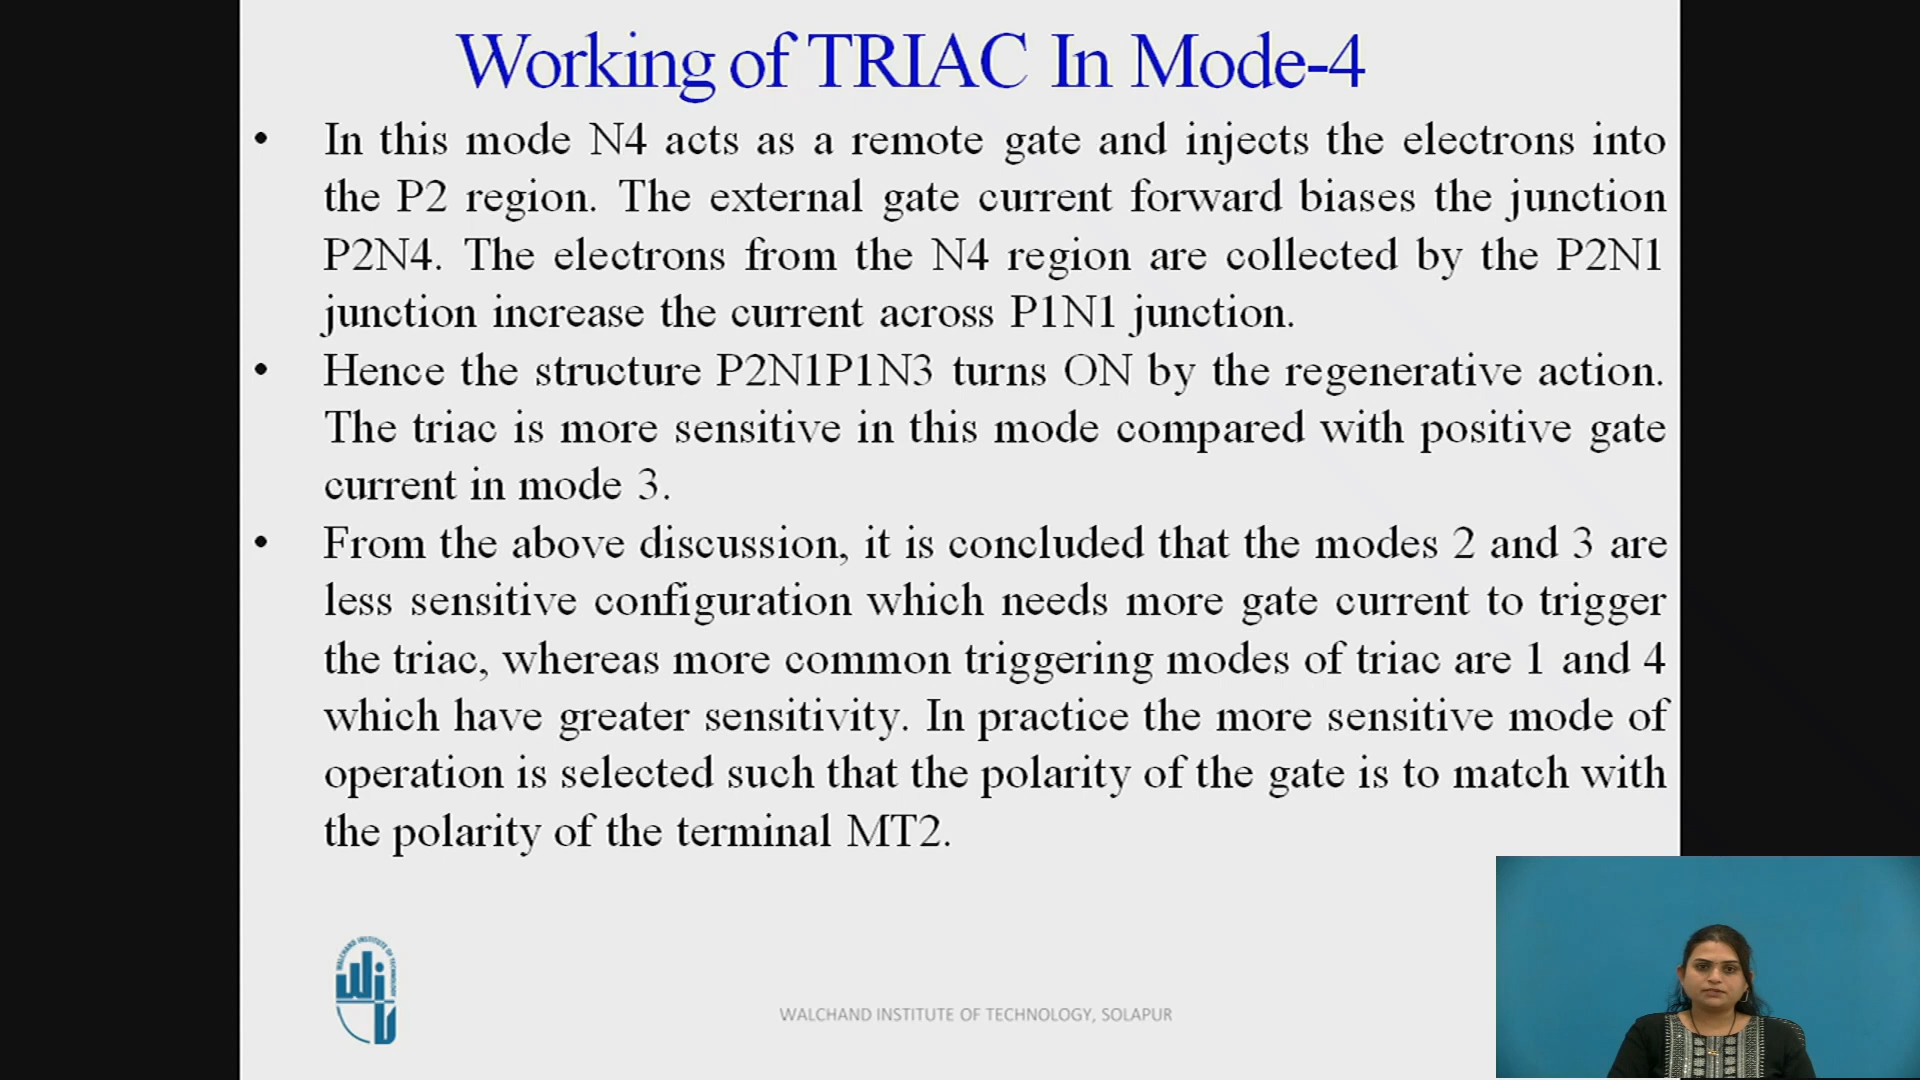 Working of TRIAC In Mode-4
• In this mode N4 acts as a remote gate and injects the electrons into
the P2 region. The external gate current forward biases the junction
P2N4. The electrons from the N4 region are collected by the P2N1
junction increase the current across P1N1 junction.
• Hence the structure P2N1P1N3 turns ON by the regenerative action.
The triac is more sensitive in this mode compared with positive gate
current in mode 3.
• From the above discussion, it is concluded that the modes 2 and 3 are
less sensitive configuration which needs more gate current to trigger
the triac, whereas more common triggering modes of triac are 1 and 4
which have greater sensitivity. In practice the more sensitive mode of
operation is selected such that the polarity of the gate is to match with
the polarity of the terminal MT2.
WALCHAND INSTITUTE OF TECHNOLOGY
WALCHAND INSTITUTE OF TECHNOLOGY, SOLAPUR